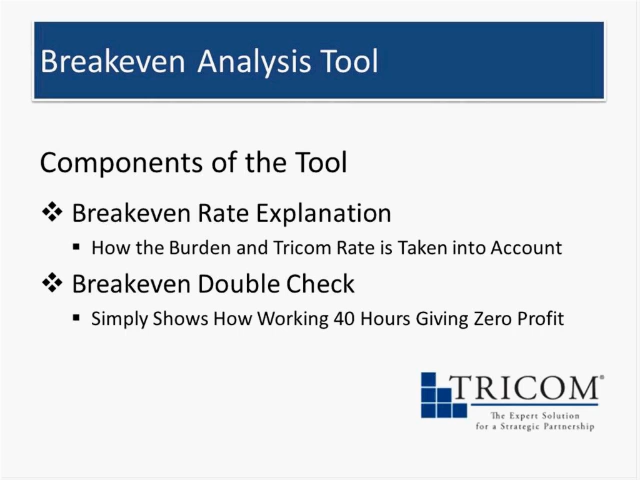 Breakeven Analysis Tool
Components of the Tool
❖ Breakeven Rate Explanation
▪ How the Burden and Tricom Rate is Taken into Account
❖ Breakeven Double Check
▪ Simply Shows How Working 40 Hours Giving Zero Profit
TRICOM®
The Expert Solution
for a Strategic Partnership